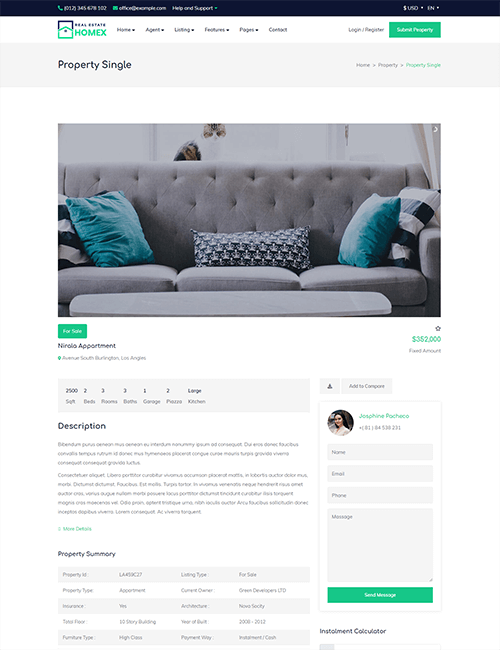 (012) 345 678 102 office@example.com Help and Support $ USD EN
REAL ESTATE
HOMEX
Home Agent Listing Features Pages Contact Login / Register Submit Property
Property Single Home > Property > Property Single
For Sale
Nirala Appartment $352,000
Avenue South Burlington, Los Angles Fixed Amount
2500 2 3 3 1 2 Large
Sqft Beds Rooms Baths Garage Piazza Kitchen
Add to Compare
Description
Bibendum purus aenean mus aenean eu interdum nonummy ipsum ad consequat. Dui eros donec faucibus
convallis tempus rutrum id donec mus hymenaeos placerat congue curae mauris turpis gravida viverra
consequat consequat gravida luctus.
Consectetuer aliquet. Libero porttitor curabitur vivamus accumsan placerat mattis, in lobortis auctor dolor mus,
morbi. Dictumst dictumst. Faucibus. Est mollis. Turpis tortor. In vivamus venenatis neque hendrerit risus amet
auctor cras, varius augue nullam morbi posuere lacus porttitor dictumst tincidunt curabitur litora torquent
magna cras maecenas vel. Odio proin, aptent tristique urna, nibh iaculis auctor Arcu faucibus sollicitudin donec,
inceptos dapibus viverra. Lorem consequat. Ac viverra torquent.
More Details
Josphine Pacheco
+( 81 ) 84 538 231
Name
Email
Phone
Message
Send Message
Property Summary
Property Id: LA459C27 Listing Type : For Sale
Property Type: Appartment Current Owner : Green Developers LTD
Insurance : Yes Architecture : Nova Socity
Total Floor : 10 Story Building Year of Built : 2008 - 2012
Furniture Type : High Class Payment Way : Instalment / Cash
Instalment Calculator